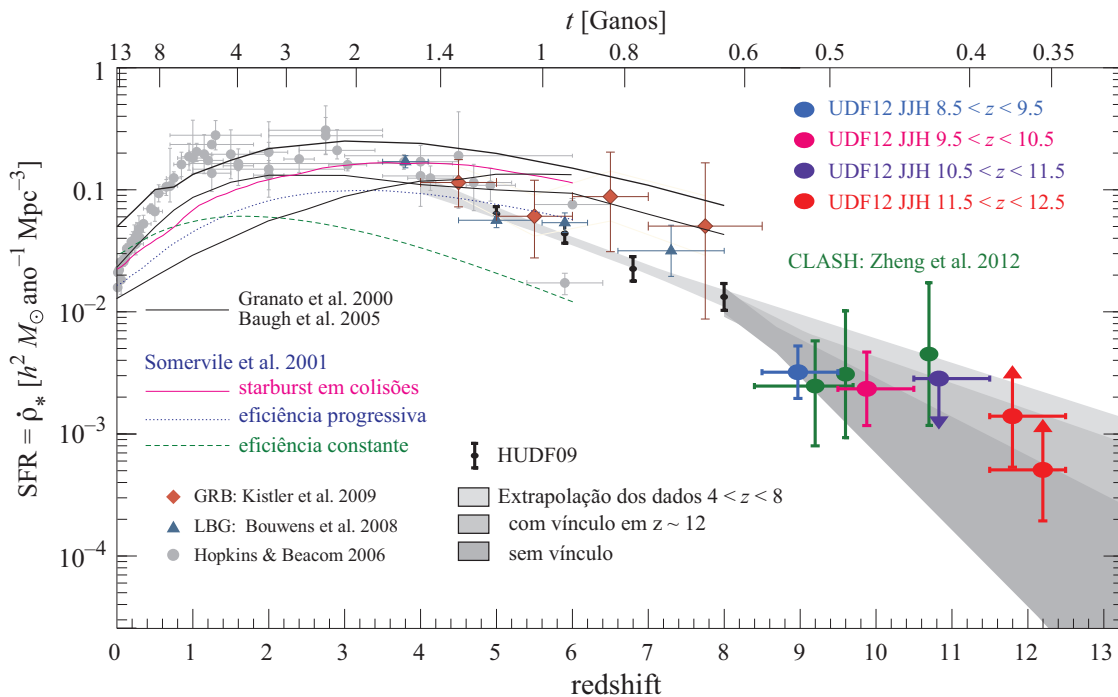 t [Ganos]
13 8 4 3 2 1.4 1 0.8 0.6 0.5 0.4 0.35
1
0.1
10⁻²
10⁻³
10⁻⁴
SFR = ρ̇* [h² M⊙ ano⁻¹ Mpc⁻³]
UDF12 JJH 8.5 < z < 9.5
UDF12 JJH 9.5 < z < 10.5
UDF12 JJH 10.5 < z < 11.5
UDF12 JJH 11.5 < z < 12.5
CLASH: Zheng et al. 2012
Granato et al. 2000
Baugh et al. 2005
Somervile et al. 2001
starburst em colisões
eficiência progressiva
eficiência constante
GRB: Kistler et al. 2009
LBG: Bouwens et al. 2008
Hopkins & Beacom 2006
HUDF09
Extrapolação dos dados 4 < z < 8
com vínculo em z ~ 12
sem vínculo
0 1 2 3 4 5 6 7 8 9 10 11 12 13
redshift